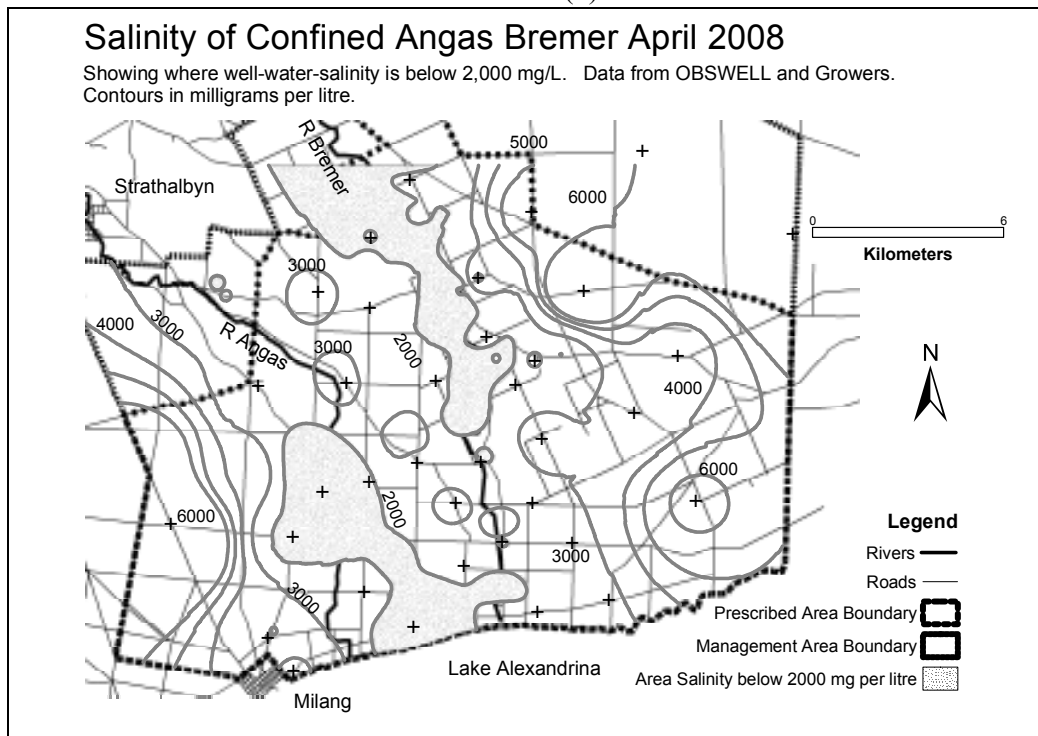 Salinity of Confined Angas Bremer April 2008
Showing where well-water-salinity is below 2,000 mg/L. Data from OBSWELL and Growers.
Contours in milligrams per litre.
R Bremer
5000
Strathalbyn
6000
0 6
Kilometers
3000
4000
3000
R Angas
3000
2000
N
4000
6000
2000
6000
Legend
Rivers
3000
Roads
3000
Prescribed Area Boundary
Management Area Boundary
Lake Alexandrina
Area Salinity below 2000 mg per litre
Milang